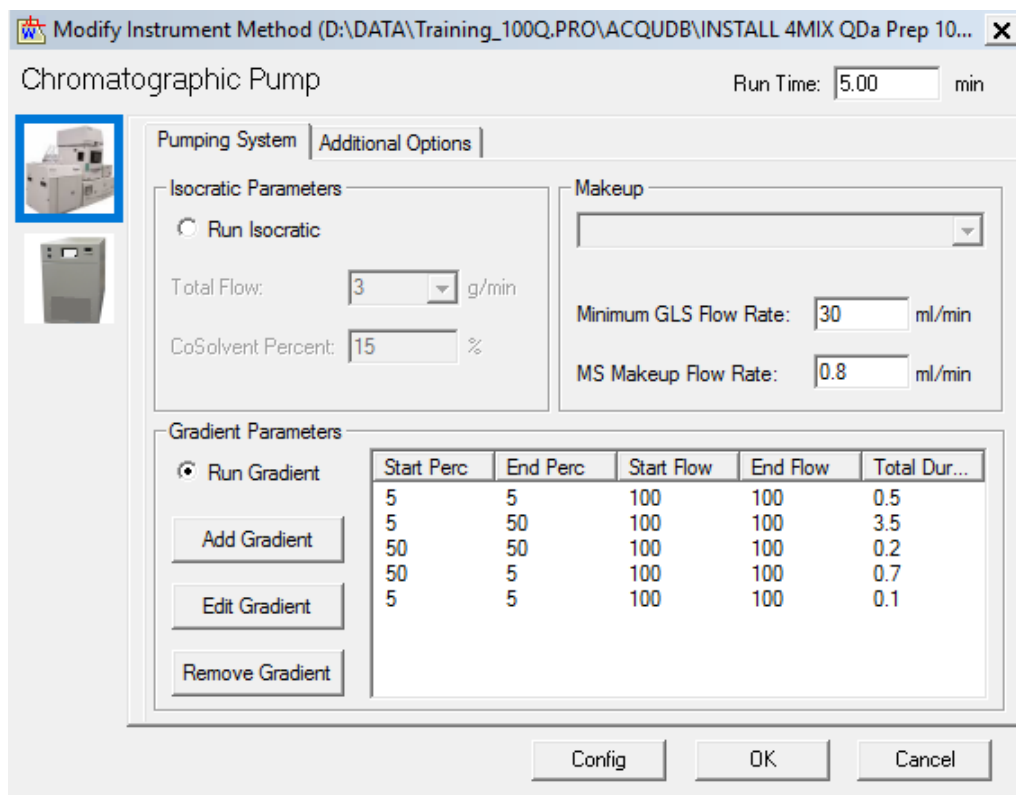 Modify Instrument Method (D:\DATA\Training_100Q.PRO\ACQUDB\INSTALL 4MIX QDa Prep 10...
Chromatographic Pump
Run Time: 5.00 min
Pumping System Additional Options
Isocratic Parameters
Run Isocratic
Total Flow: 3 g/min
CoSolvent Percent: 15 %
Makeup
Minimum GLS Flow Rate: 30 ml/min
MS Makeup Flow Rate: 0.8 ml/min
Gradient Parameters
Run Gradient
Add Gradient
Edit Gradient
Remove Gradient
Start Perc End Perc Start Flow End Flow Total Dur...
5 5 100 100 0.5
5 50 100 100 3.5
50 50 100 100 0.2
50 5 100 100 0.7
5 5 100 100 0.1
Config OK Cancel